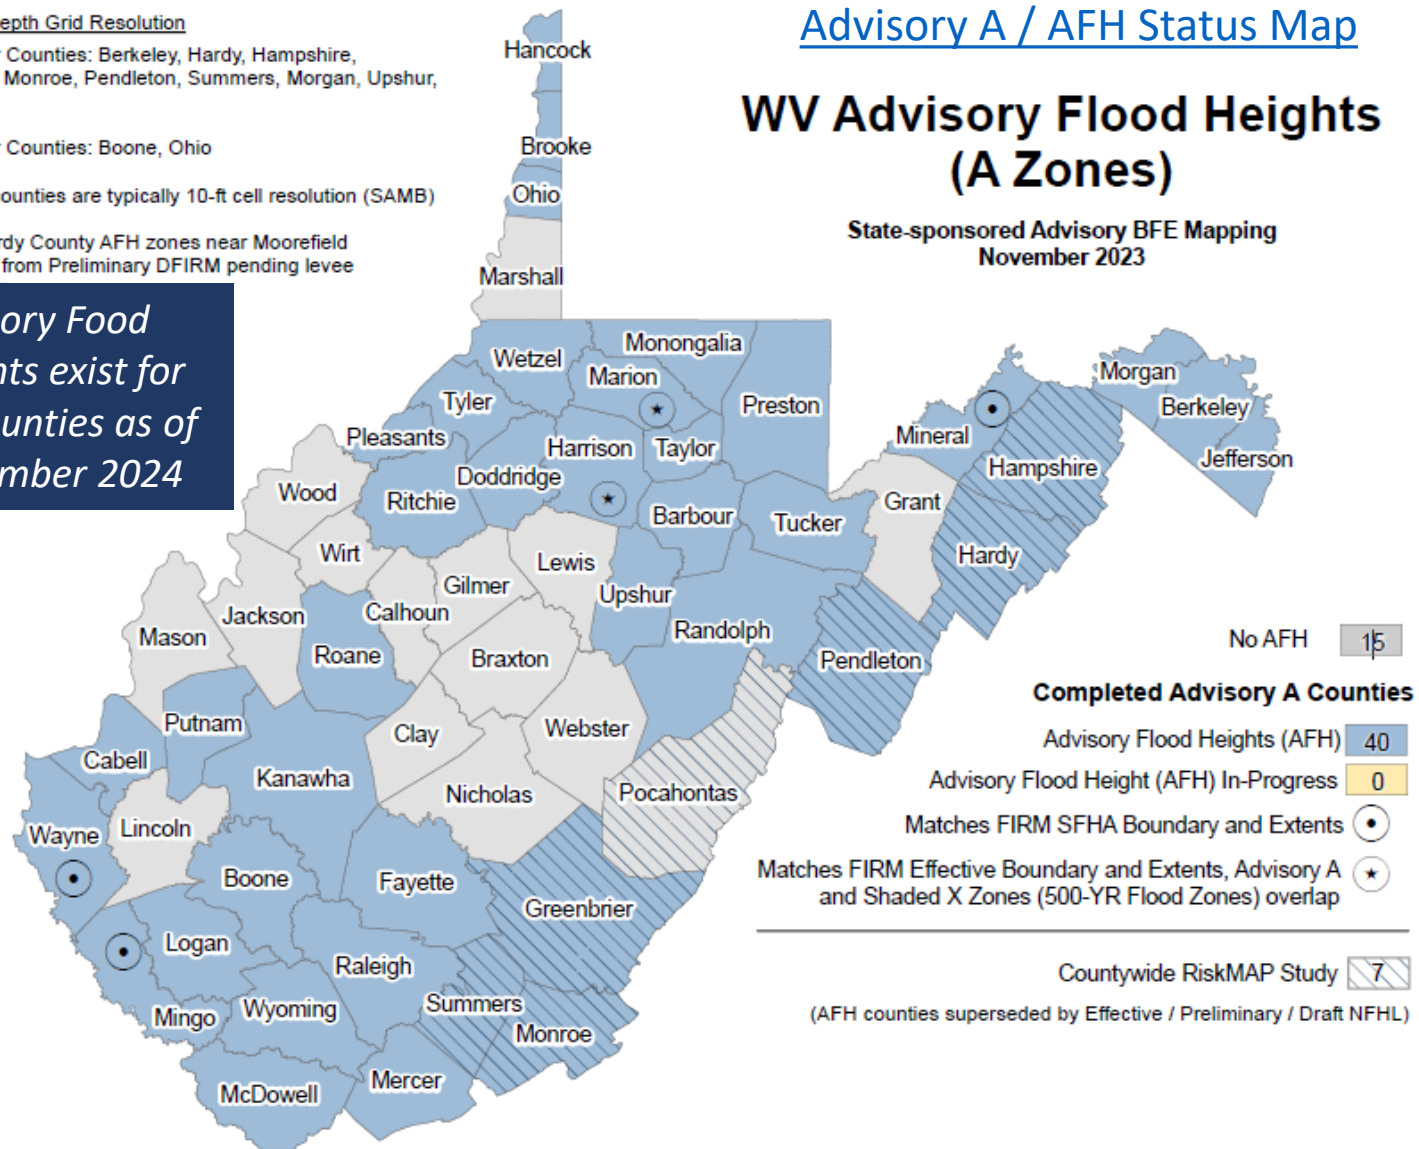 epth Grid Resolution
Counties: Berkeley, Hardy, Hampshire,
Monroe, Pendleton, Summers, Morgan, Upshur,
Counties: Boone, Ohio
ounties are typically 10-ft cell resolution (SAMB)
rdy County AFH zones near Moorefield
from Preliminary DFIRM pending levee
ory Food
nts exist for
ounties as of
mber 2024
Advisory A / AFH Status Map
WV Advisory Flood Heights
(A Zones)
State-sponsored Advisory BFE Mapping
November 2023
Hancock
Brooke
Ohio
Marshall
Wetzel
Monongalia
Marion
Morgan
Tyler
Preston
Berkeley
Pleasants
Mineral
Harrison
Taylor
Jefferson
Hampshire
Doddridge
Wood
Ritchie
Grant
Barbour
Tucker
Wirt
Lewis
Hardy
Gilmer
Upshur
Calhoun
Jackson
Mason
Randolph
Roane
Braxton
Pendleton
Putnam
Webster
Clay
Cabell
Kanawha
Nicholas
Pocahontas
Lincoln
Wayne
Boone
Fayette
Greenbrier
Logan
Raleigh
Summers
Wyoming
Mingo
Monroe
Mercer
McDowell
No AFH 15
Completed Advisory A Counties
Advisory Flood Heights (AFH) 40
Advisory Flood Height (AFH) In-Progress 0
Matches FIRM SFHA Boundary and Extents
Matches FIRM Effective Boundary and Extents, Advisory A
and Shaded X Zones (500-YR Flood Zones) overlap
Countywide RiskMAP Study 7
(AFH counties superseded by Effective / Preliminary / Draft NFHL)